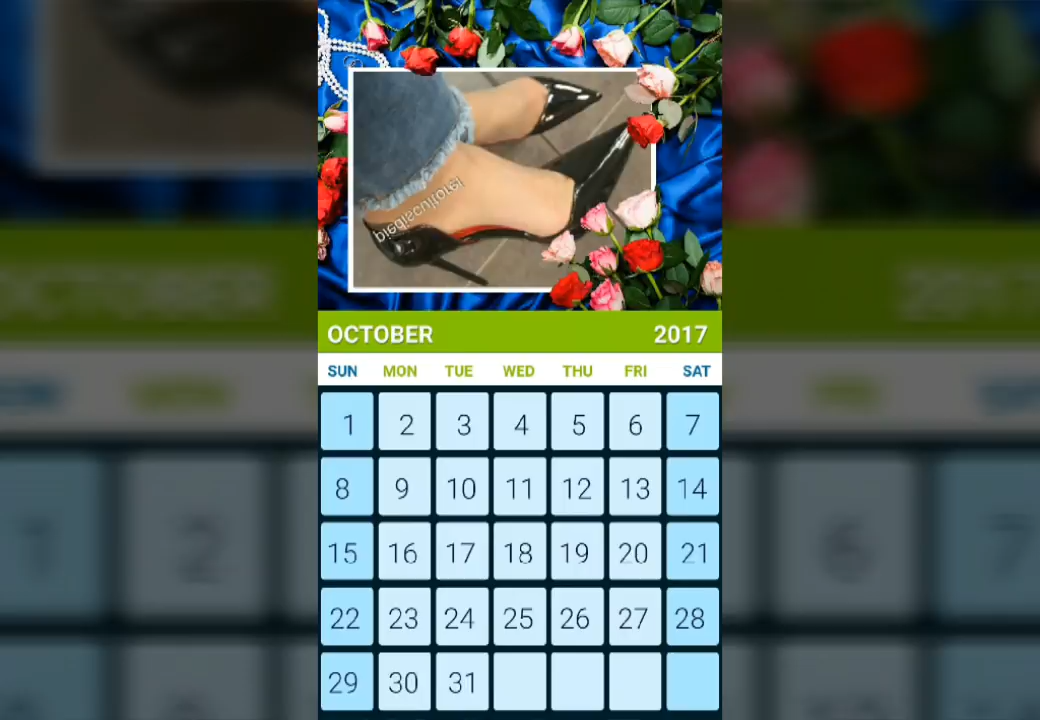 piediscultorei
OCTOBER 2017
SUN MON TUE WED THU FRI SAT
1 2 3 4 5 6 7
8 9 10 11 12 13 14
15 16 17 18 19 20 21
22 23 24 25 26 27 28
29 30 31